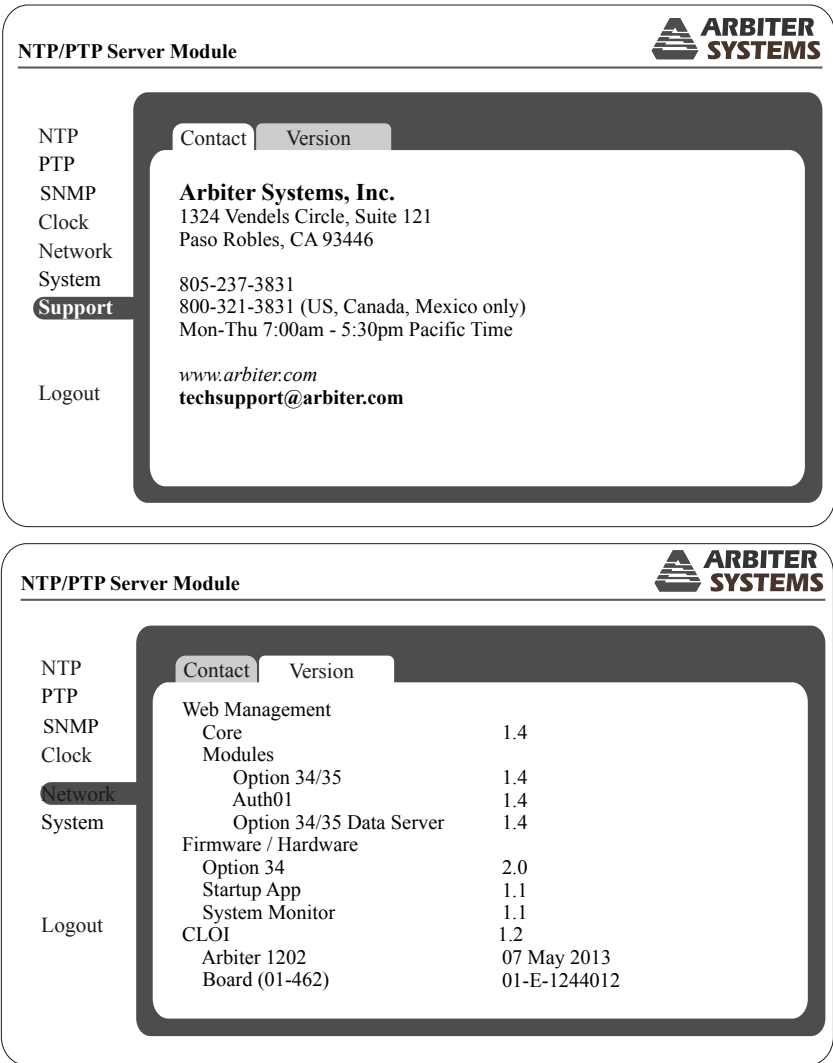 ARBITER
SYSTEMS
NTP/PTP Server Module
NTP
PTP
SNMP
Clock
Network
System
Support
Logout
Contact Version
Arbiter Systems, Inc.
1324 Vendels Circle, Suite 121
Paso Robles, CA 93446
805-237-3831
800-321-3831 (US, Canada, Mexico only)
Mon-Thu 7:00am - 5:30pm Pacific Time
www.arbiter.com
techsupport@arbiter.com
ARBITER
SYSTEMS
NTP/PTP Server Module
NTP
PTP
SNMP
Clock
Network
System
Logout
Contact Version
Web Management
Core 1.4
Modules
Option 34/35 1.4
Auth01 1.4
Option 34/35 Data Server 1.4
Firmware / Hardware
Option 34 2.0
Startup App 1.1
System Monitor 1.1
CLOI 1.2
Arbiter 1202 07 May 2013
Board (01-462) 01-E-1244012